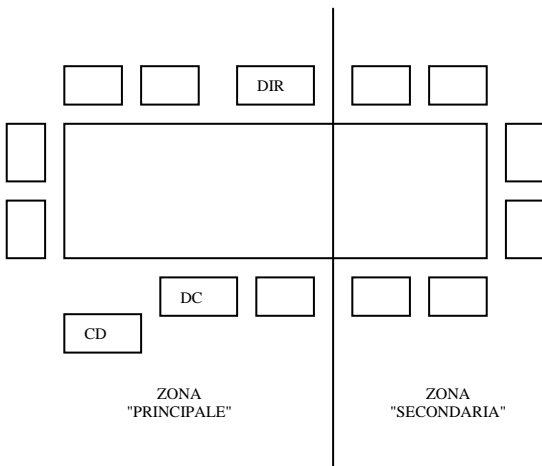 DIR
DC
CD
ZONA
"PRINCIPALE"
ZONA
"SECONDARIA"